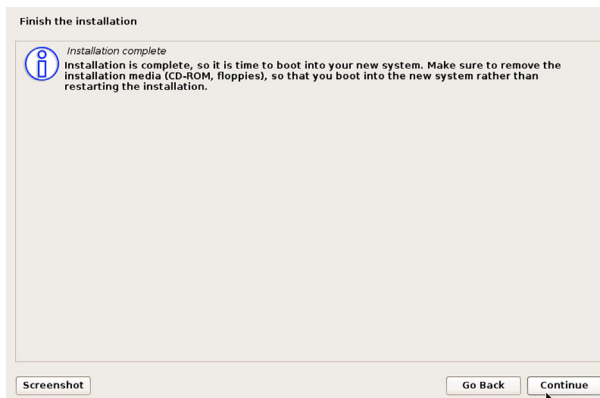 Finish the installation
Installation complete
Installation is complete, so it is time to boot into your new system. Make sure to remove the
installation media (CD-ROM, floppies), so that you boot into the new system rather than
restarting the installation.
Screenshot
Go Back
Continue